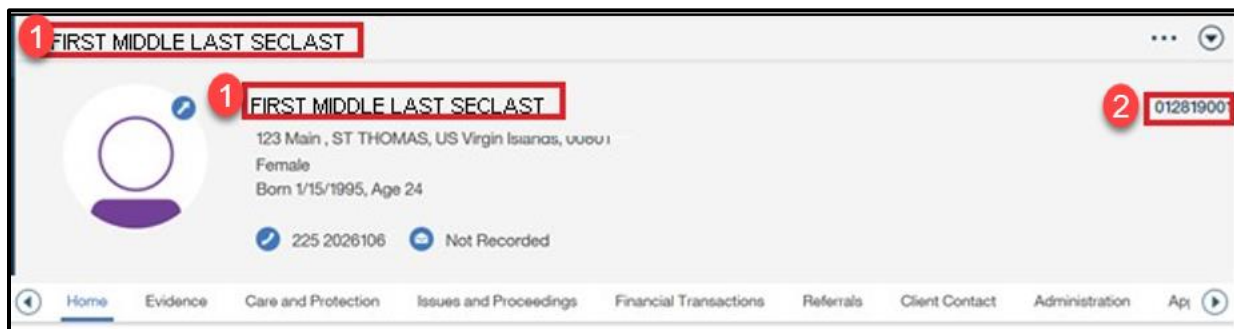 1 FIRST MIDDLE LAST SECLAST
1 FIRST MIDDLE LAST SECLAST
2 012819001
123 Main , ST THOMAS, US Virgin Islands,
Female
Born 1/15/1995, Age 24
225 2026106 Not Recorded
Home Evidence Care and Protection Issues and Proceedings Financial Transactions Referrals Client Contact Administration